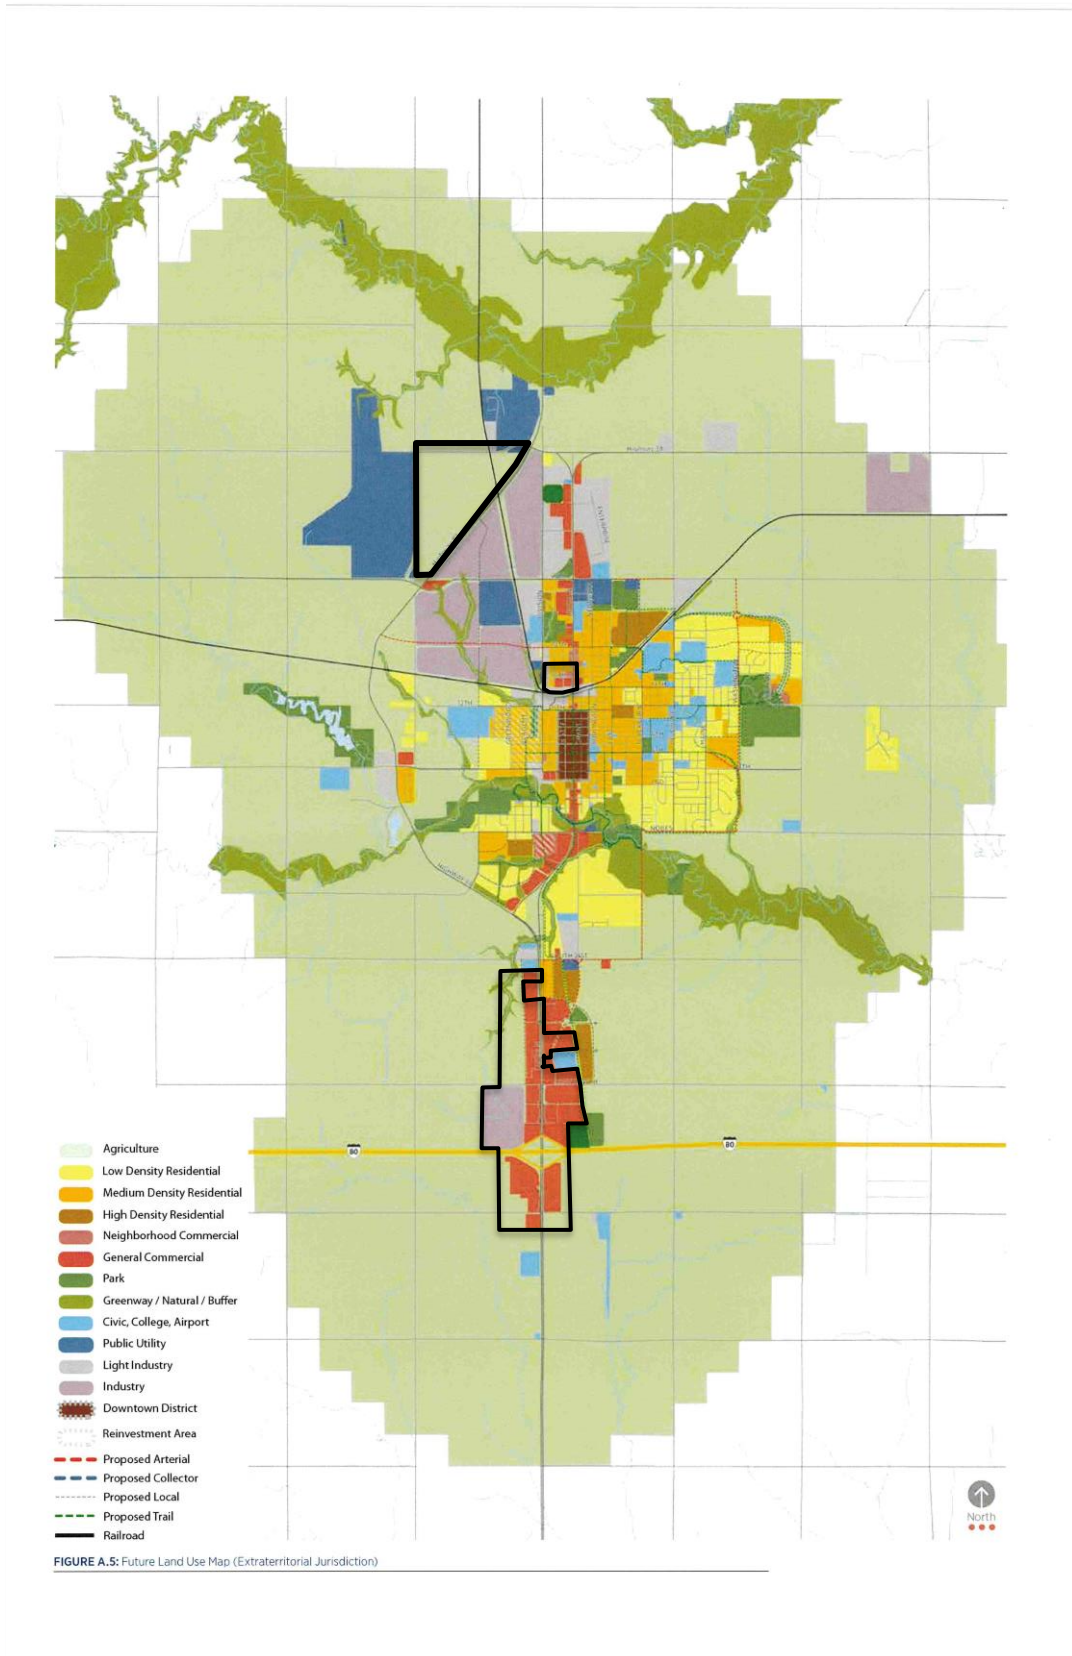 80
80
Agriculture
Low Density Residential
Medium Density Residential
High Density Residential
Neighborhood Commercial
General Commercial
Park
Greenway / Natural / Buffer
Civic, College, Airport
Public Utility
Light Industry
Industry
Downtown District
Reinvestment Area
Proposed Arterial
Proposed Collector
Proposed Local
Proposed Trail
Railroad
North
FIGURE A.5: Future Land Use Map (Extraterritorial Jurisdiction)